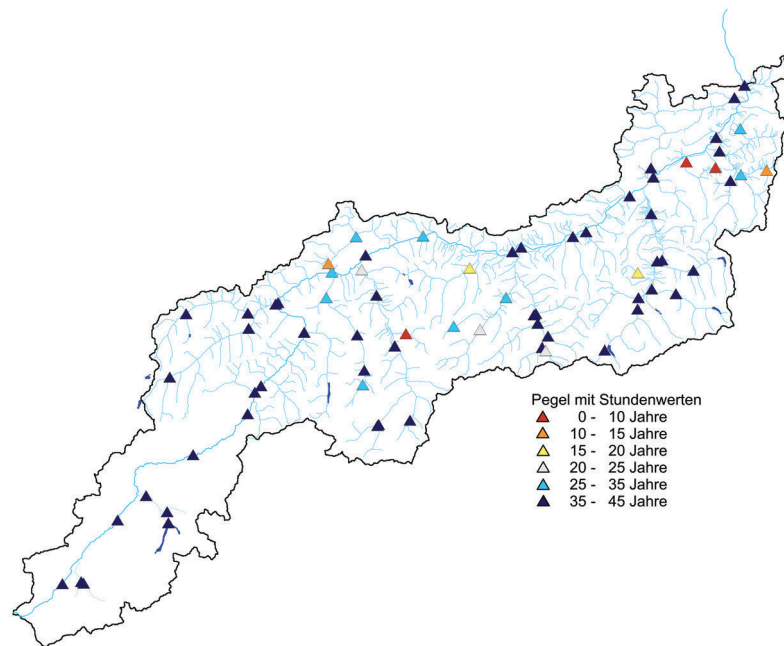 Pegel mit Stundenwerten
0 - 10 Jahre
10 - 15 Jahre
15 - 20 Jahre
20 - 25 Jahre
25 - 35 Jahre
35 - 45 Jahre